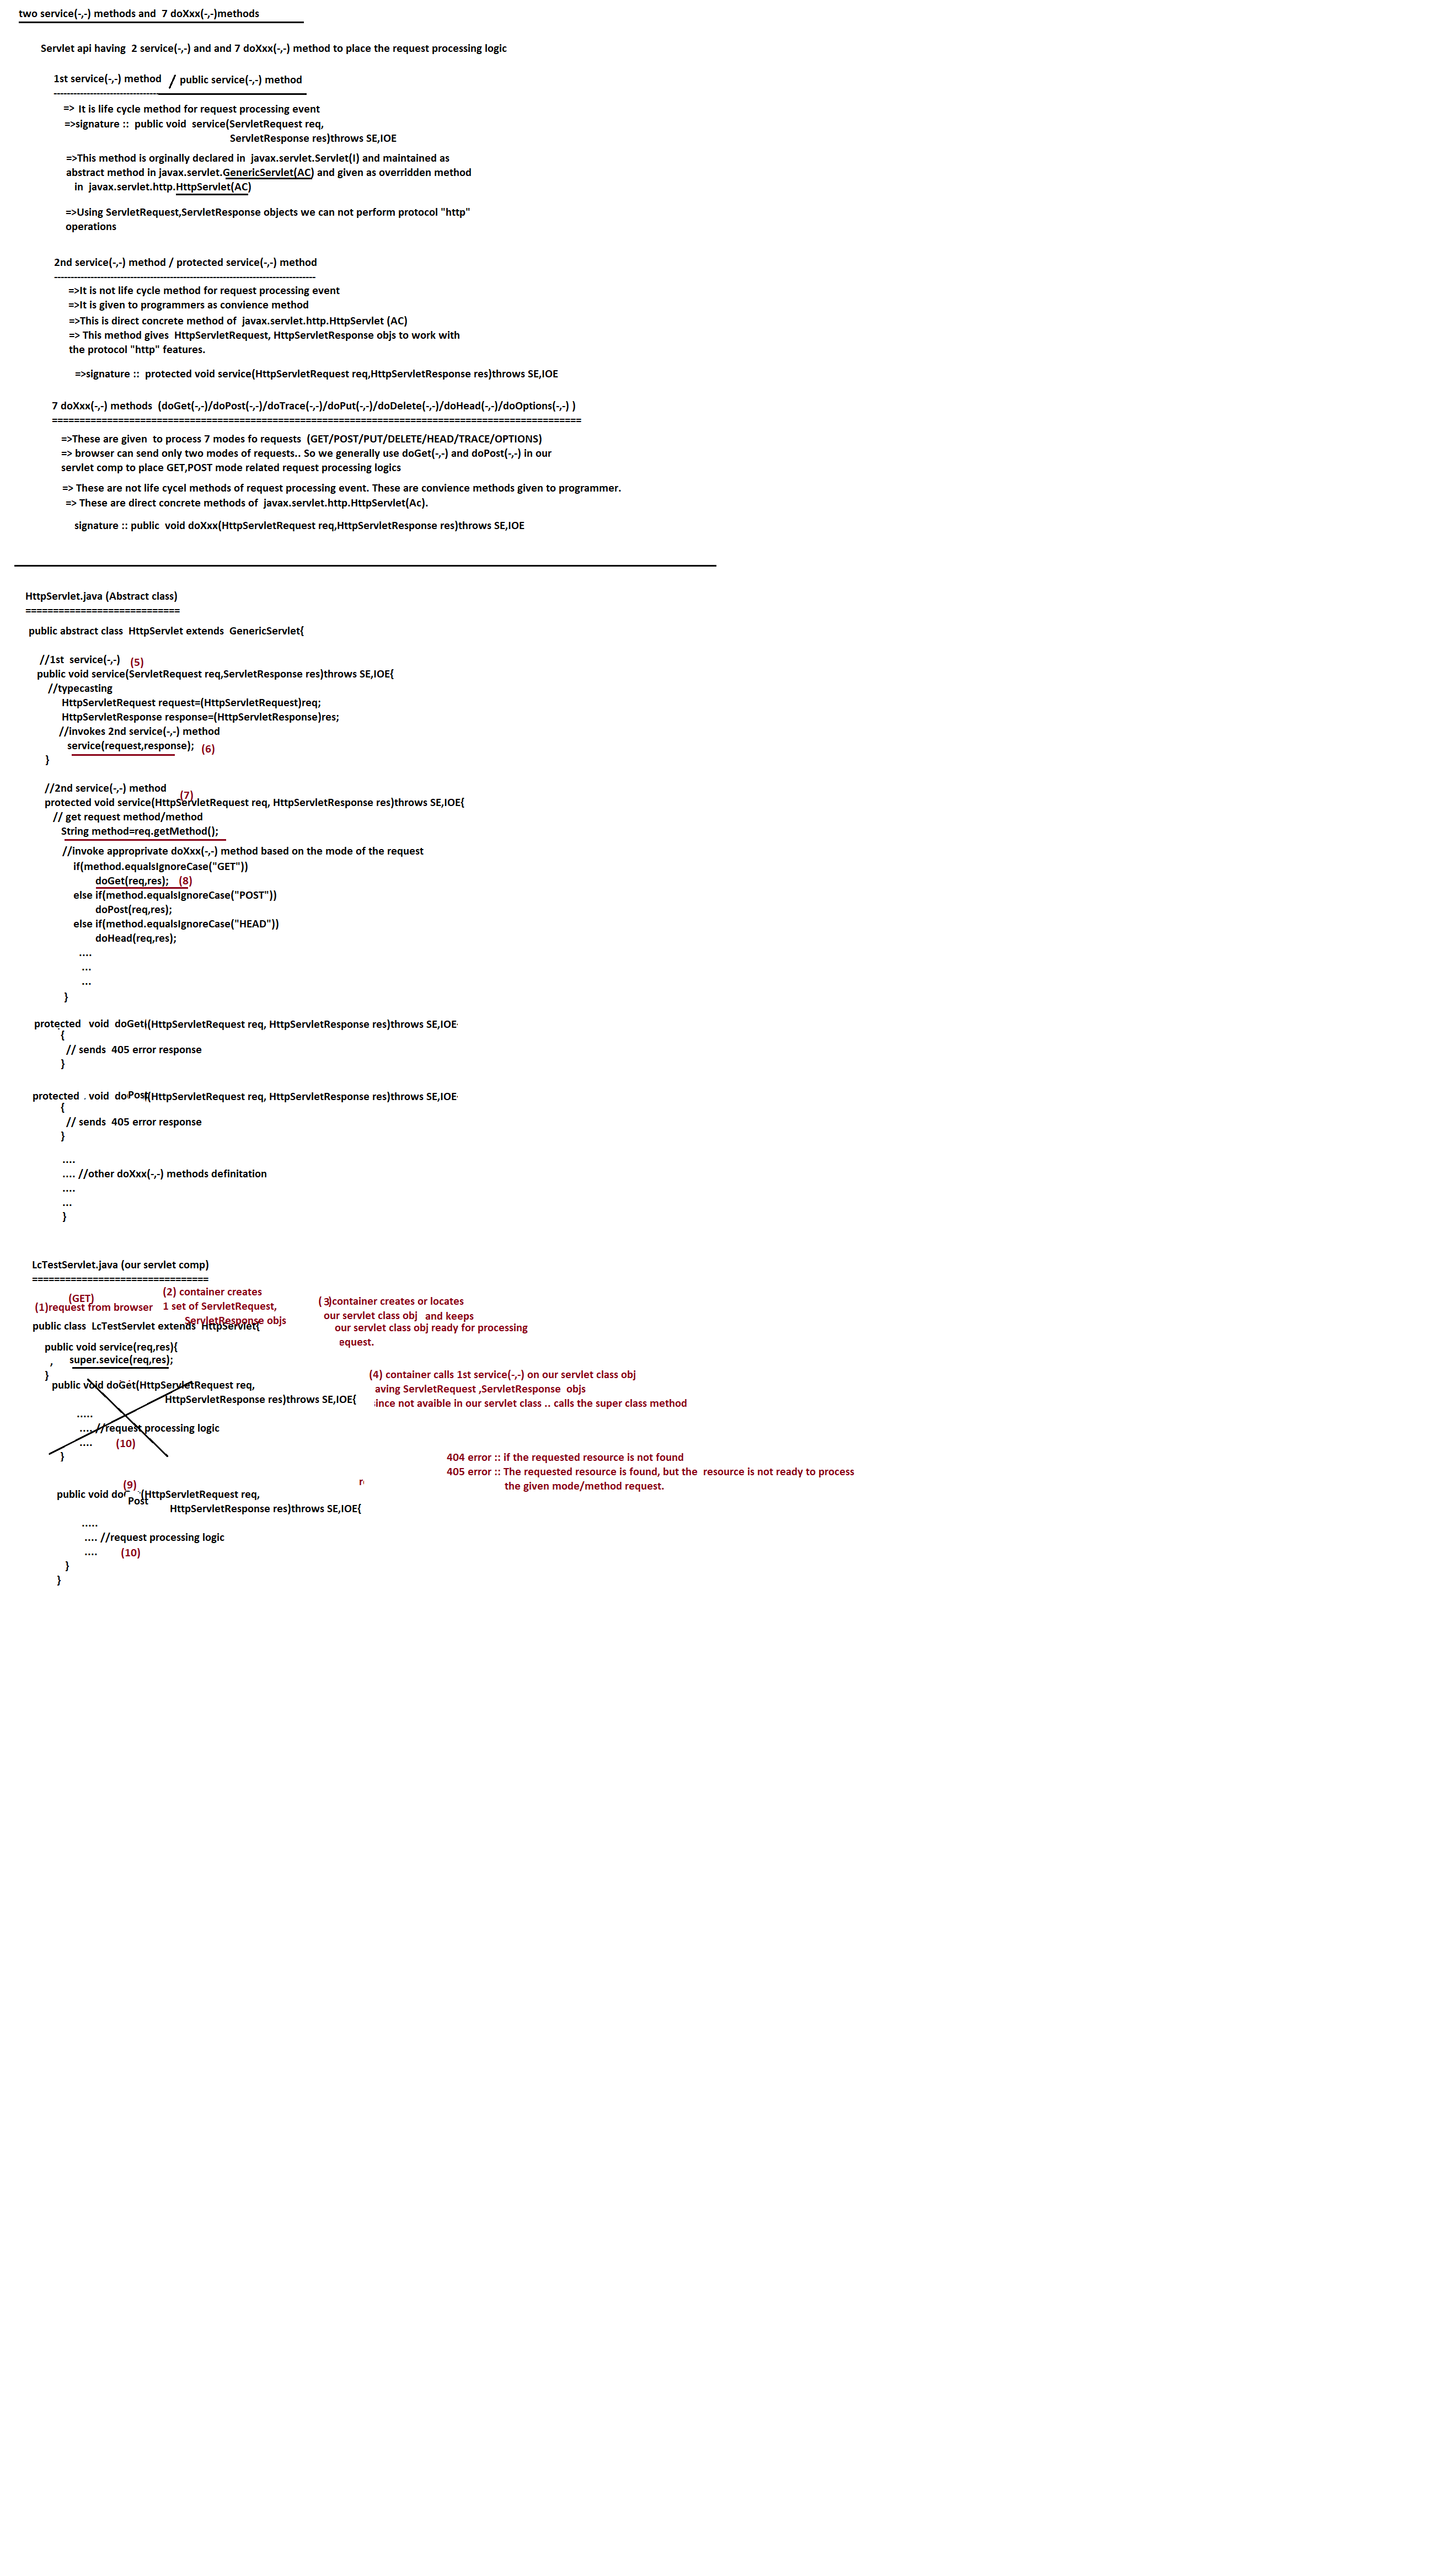 two service(-,-) methods and 7 doXxx(-,-)methods
Servlet api having 2 service(-,-) and and 7 doXxx(-,-) method to place the request processing logic
1st service(-,-) method / public service(-,-) method
-------------------------------
=> It is life cycle method for request processing event
=>signature :: public void service(ServletRequest req,
ServletResponse res)throws SE,IOE
=>This method is orginally declared in javax.servlet.Servlet(I) and maintained as
abstract method in javax.servlet.GenericServlet(AC) and given as overridden method
in javax.servlet.http.HttpServlet(AC)
=>Using ServletRequest,ServletResponse objects we can not perform protocol "http"
operations
2nd service(-,-) method / protected service(-,-) method
-------------------------------------------------------------------------------
=>It is not life cycle method for request processing event
=>It is given to programmers as convience method
=>This is direct concrete method of javax.servlet.http.HttpServlet (AC)
=> This method gives HttpServletRequest, HttpServletResponse objs to work with
the protocol "http" features.
=>signature :: protected void service(HttpServletRequest req,HttpServletResponse res)throws SE,IOE
7 doXxx(-,-) methods (doGet(-,-)/doPost(-,-)/doTrace(-,-)/doPut(-,-)/doDelete(-,-)/doHead(-,-)/doOptions(-,-) )
================================================================================================
=>These are given to process 7 modes fo requests (GET/POST/PUT/DELETE/HEAD/TRACE/OPTIONS)
=> browser can send only two modes of requests.. So we generally use doGet(-,-) and doPost(-,-) in our
servlet comp to place GET,POST mode related request processing logics
=> These are not life cycel methods of request processing event. These are convience methods given to programmer.
=> These are direct concrete methods of javax.servlet.http.HttpServlet(Ac).
signature :: public void doXxx(HttpServletRequest req,HttpServletResponse res)throws SE,IOE
HttpServlet.java (Abstract class)
============================
public abstract class HttpServlet extends GenericServlet{
//1st service(-,-) (5)
public void service(ServletRequest req,ServletResponse res)throws SE,IOE{
//typecasting
HttpServletRequest request=(HttpServletRequest)req;
HttpServletResponse response=(HttpServletResponse)res;
//invokes 2nd service(-,-) method
service(request,response); (6)
}
//2nd service(-,-) method
(7)
protected void service(HttpServletRequest req, HttpServletResponse res)throws SE,IOE{
// get request method/method
String method=req.getMethod();
//invoke approprivate doXxx(-,-) method based on the mode of the request
if(method.equalsIgnoreCase("GET"))
doGet(req,res); (8)
else if(method.equalsIgnoreCase("POST"))
doPost(req,res);
else if(method.equalsIgnoreCase("HEAD"))
doHead(req,res);
....
...
...
}
protected void doGet(HttpServletRequest req, HttpServletResponse res)throws SE,IOE
{
// sends 405 error response
}
protected void doPost(HttpServletRequest req, HttpServletResponse res)throws SE,IOE
{
// sends 405 error response
}
....
.... //other doXxx(-,-) methods definitation
....
...
}
LcTestServlet.java (our servlet comp)
================================
(GET)
(1)request from browser
(2) container creates
1 set of ServletRequest,
ServletResponse objs
( 3)container creates or locates
our servlet class obj and keeps
our servlet class obj ready for processing
equest.
public class LcTestServlet extends HttpServlet{
public void service(req,res){
, super.sevice(req,res);
}
(4) container calls 1st service(-,-) on our servlet class obj
aving ServletRequest ,ServletResponse objs
ince not avaible in our servlet class .. calls the super class method
public void doGet(HttpServletRequest req,
HttpServletResponse res)throws SE,IOE{
.....
.... //request processing logic
.... (10)
}
404 error :: if the requested resource is not found
405 error :: The requested resource is found, but the resource is not ready to process
the given mode/method request.
(9)
public void do Post (HttpServletRequest req,
HttpServletResponse res)throws SE,IOE{
.....
.... //request processing logic
.... (10)
}
}